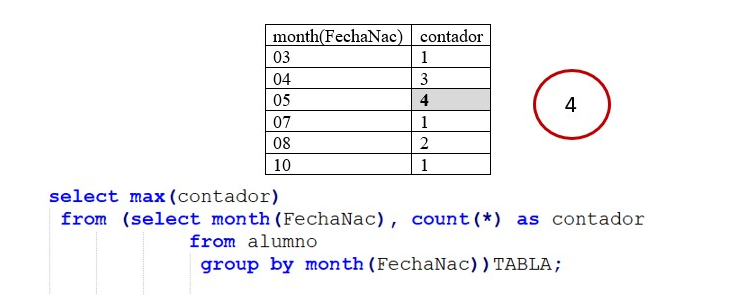 month(FechaNac) contador
03 1
04 3
05 4
07 1
08 2
10 1
4
select max(contador)
from (select month(FechaNac), count(*) as contador
from alumno
group by month(FechaNac))TABLA;